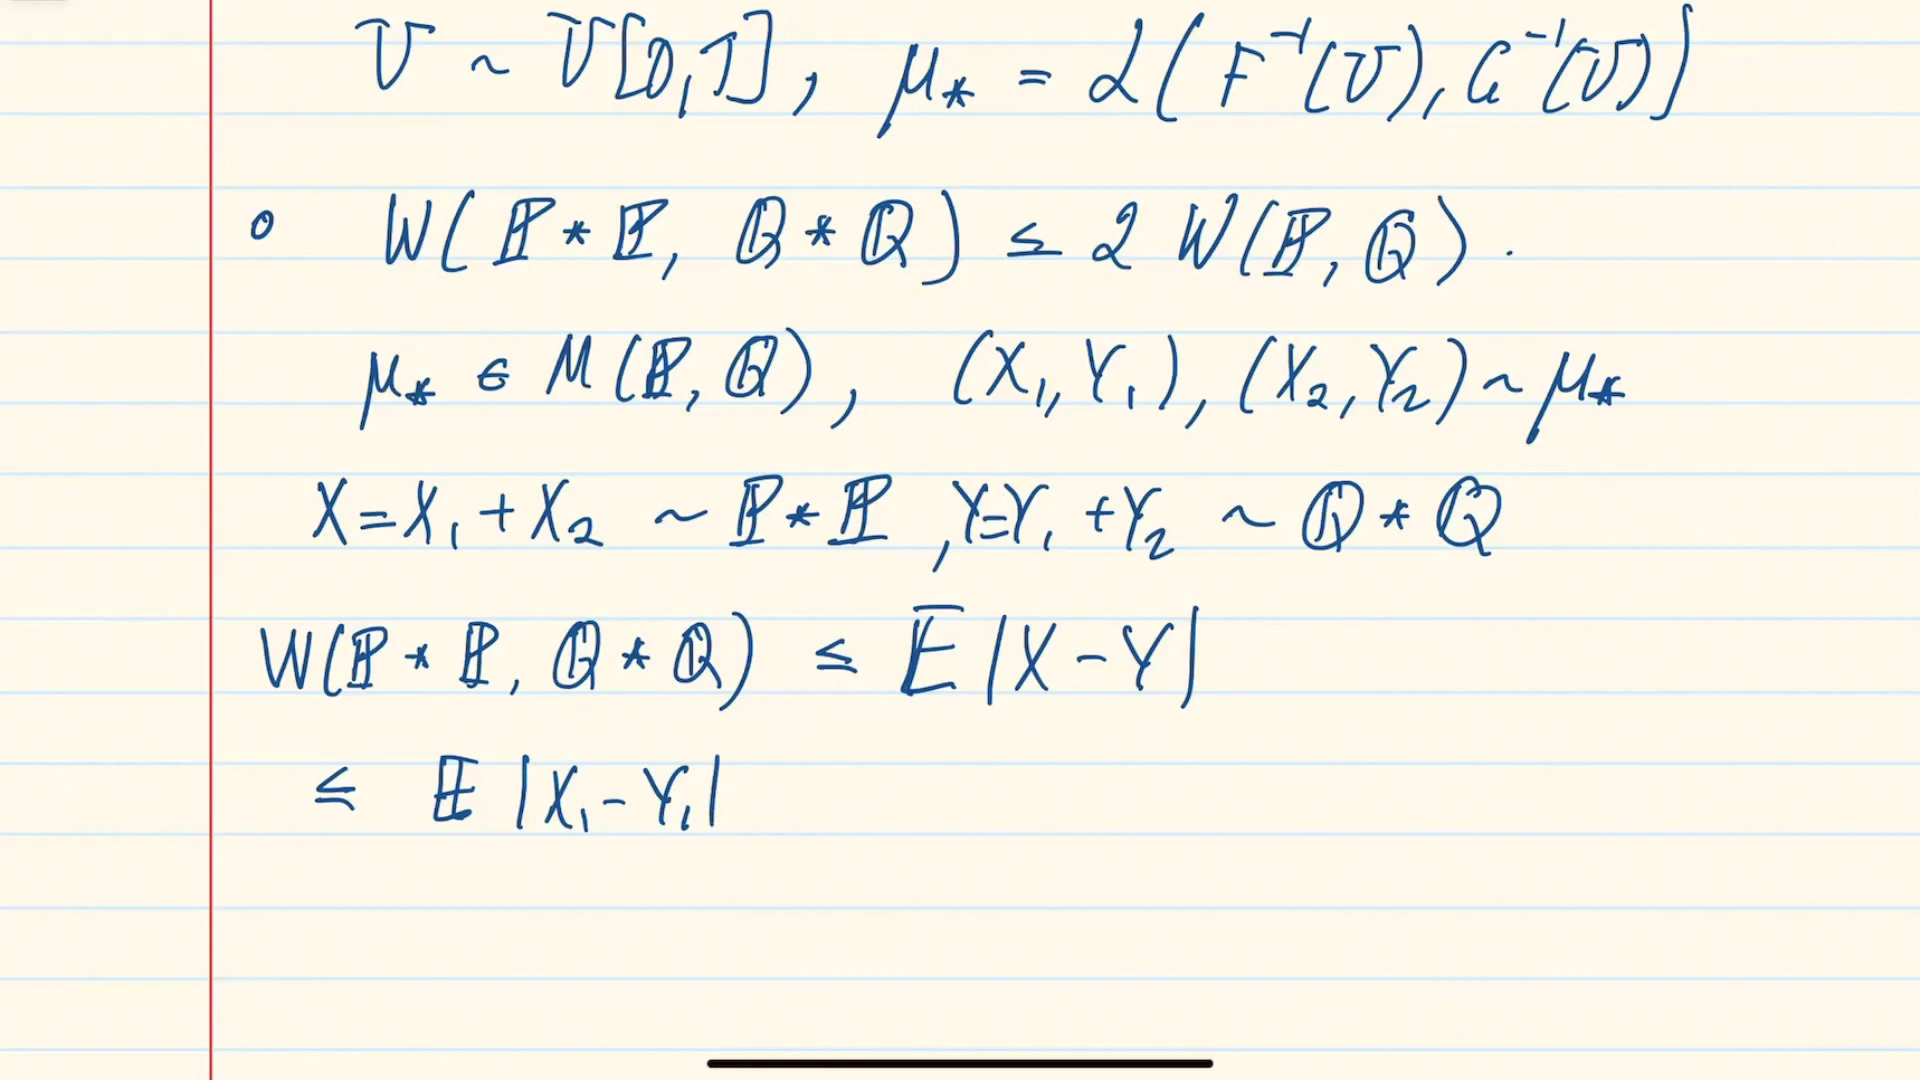 U ~ U[0,1], μ⋆ = ℒ(F⁻¹(U), G⁻¹(U))
∘ W(ℙ⋆ℙ, ℚ⋆ℚ) ≤ 2 W(ℙ, ℚ).
μ⋆ ∈ M(ℙ, ℚ), (X₁, Y₁), (X₂, Y₂) ~ μ⋆
X = X₁ + X₂ ~ ℙ⋆ℙ, Y = Y₁ + Y₂ ~ ℚ⋆ℚ
W(ℙ⋆ℙ, ℚ⋆ℚ) ≤ 𝔼|X − Y|
≤ 𝔼|X₁ − Y₁|